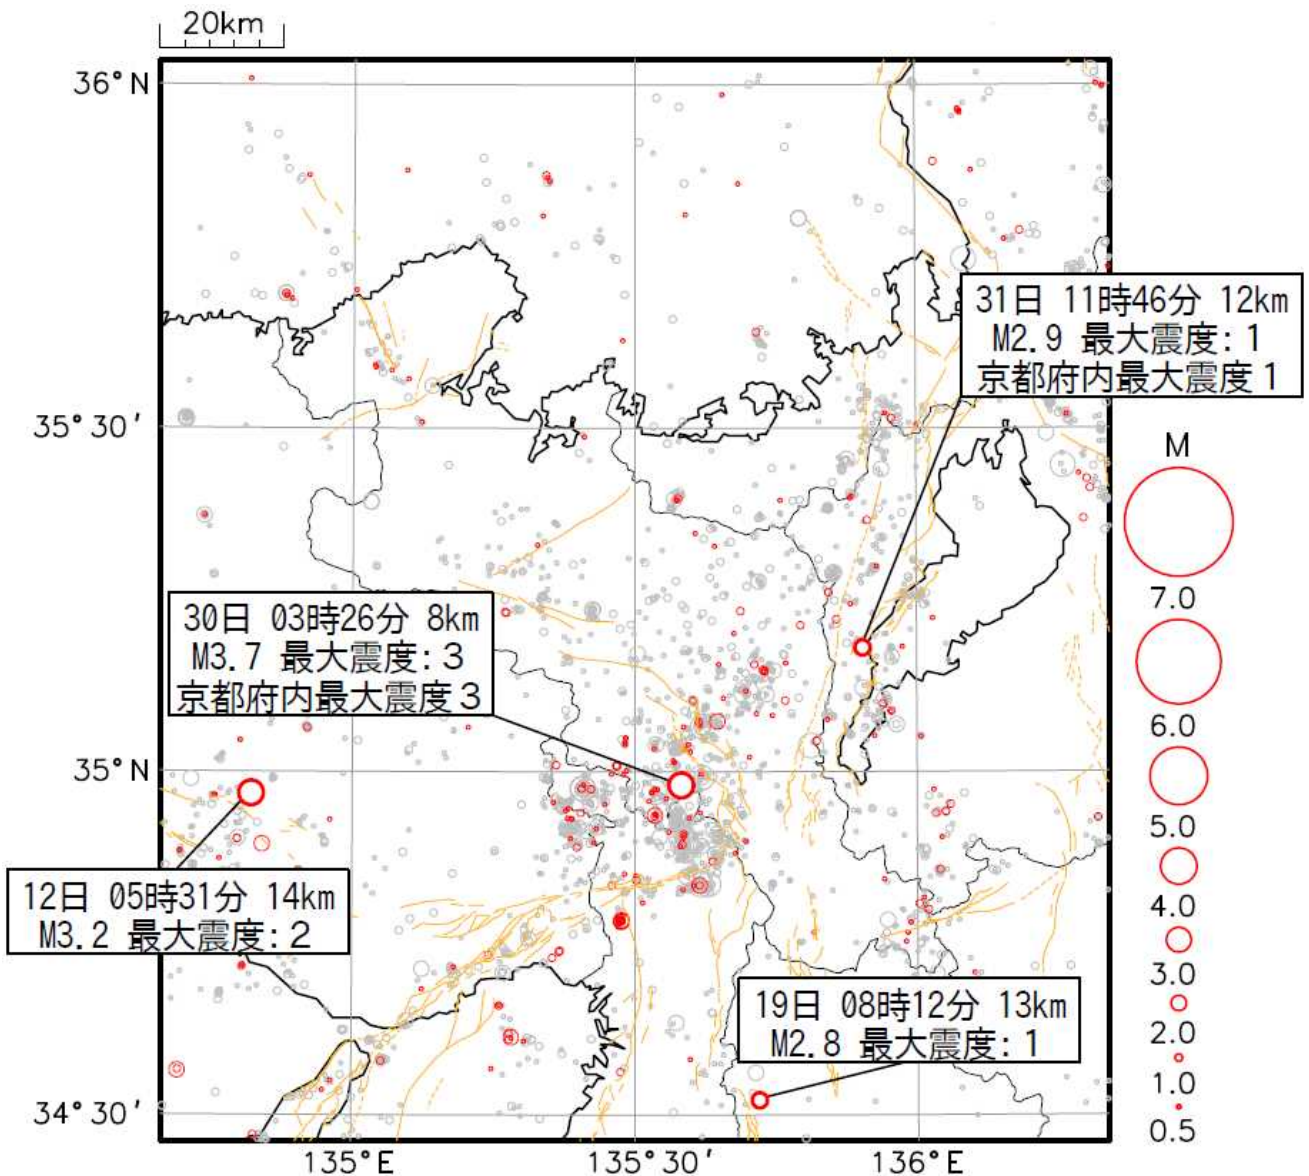 20km
36°N
31日 11時46分 12km
M2.9 最大震度:1
京都府内最大震度1
35°30′
M
7.0
30日 03時26分 8km
M3.7 最大震度:3
京都府内最大震度3
6.0
35°N
5.0
12日 05時31分 14km
M3.2 最大震度:2
4.0
3.0
19日 08時12分 13km
M2.8 最大震度:1
2.0
1.0
34°30′
0.5
135°E
135°30′
136°E